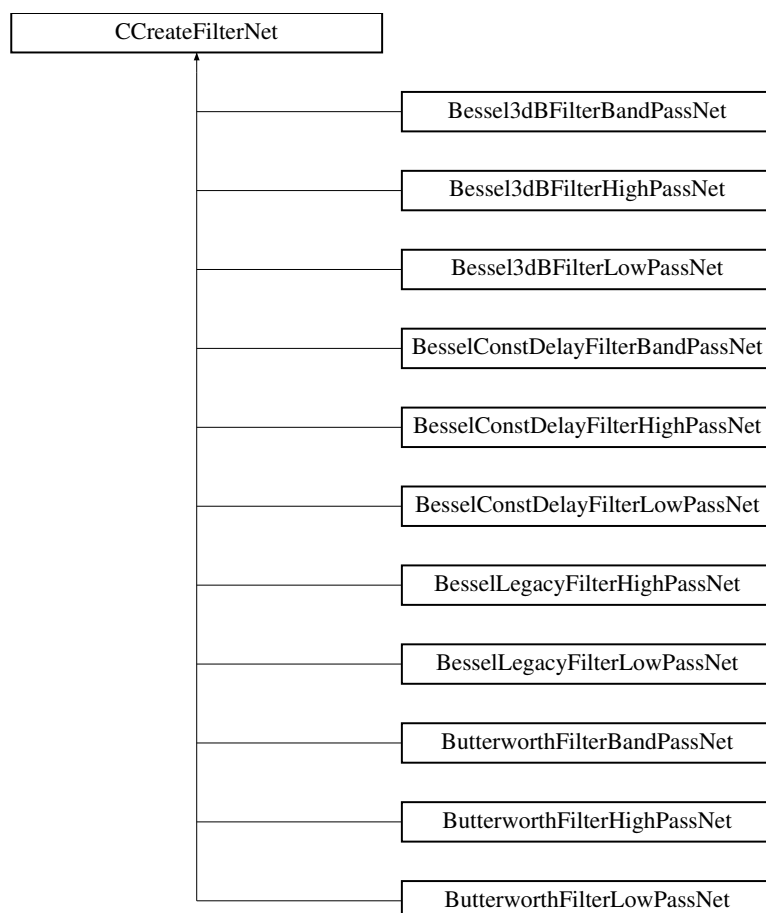 CCreateFilterNet
Bessel3dBFilterBandPassNet
Bessel3dBFilterHighPassNet
Bessel3dBFilterLowPassNet
BesselConstDelayFilterBandPassNet
BesselConstDelayFilterHighPassNet
BesselConstDelayFilterLowPassNet
BesselLegacyFilterHighPassNet
BesselLegacyFilterLowPassNet
ButterworthFilterBandPassNet
ButterworthFilterHighPassNet
ButterworthFilterLowPassNet